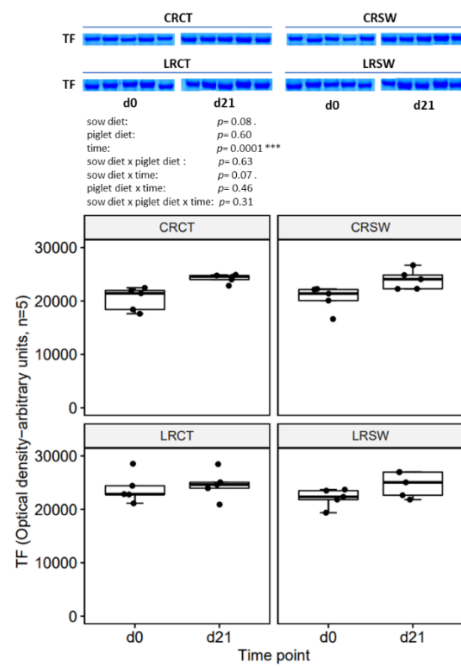 CRCT CRSW
TF
LRCT LRSW
TF
d0 d21 d0 d21
sow diet: p= 0.08 .
piglet diet: p= 0.60
time: p= 0.0001 ***
sow diet x piglet diet : p= 0.63
sow diet x time: p= 0.07 .
piglet diet x time: p= 0.46
sow diet x piglet diet x time: p= 0.31
CRCT CRSW
30000
20000
10000
0
LRCT LRSW
30000
20000
10000
0
TF (Optical density−arbitrary units, n=5)
d0 d21 d0 d21
Time point